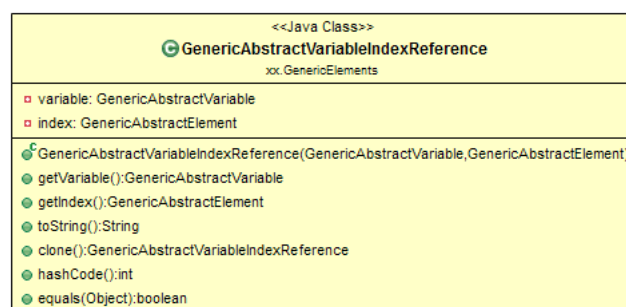 <<Java Class>>
GenericAbstractVariableIndexReference
xx.GenericElements
variable: GenericAbstractVariable
index: GenericAbstractElement
GenericAbstractVariableIndexReference(GenericAbstractVariable,GenericAbstractElement)
getVariable():GenericAbstractVariable
getIndex():GenericAbstractElement
toString():String
clone():GenericAbstractVariableIndexReference
hashCode():int
equals(Object):boolean